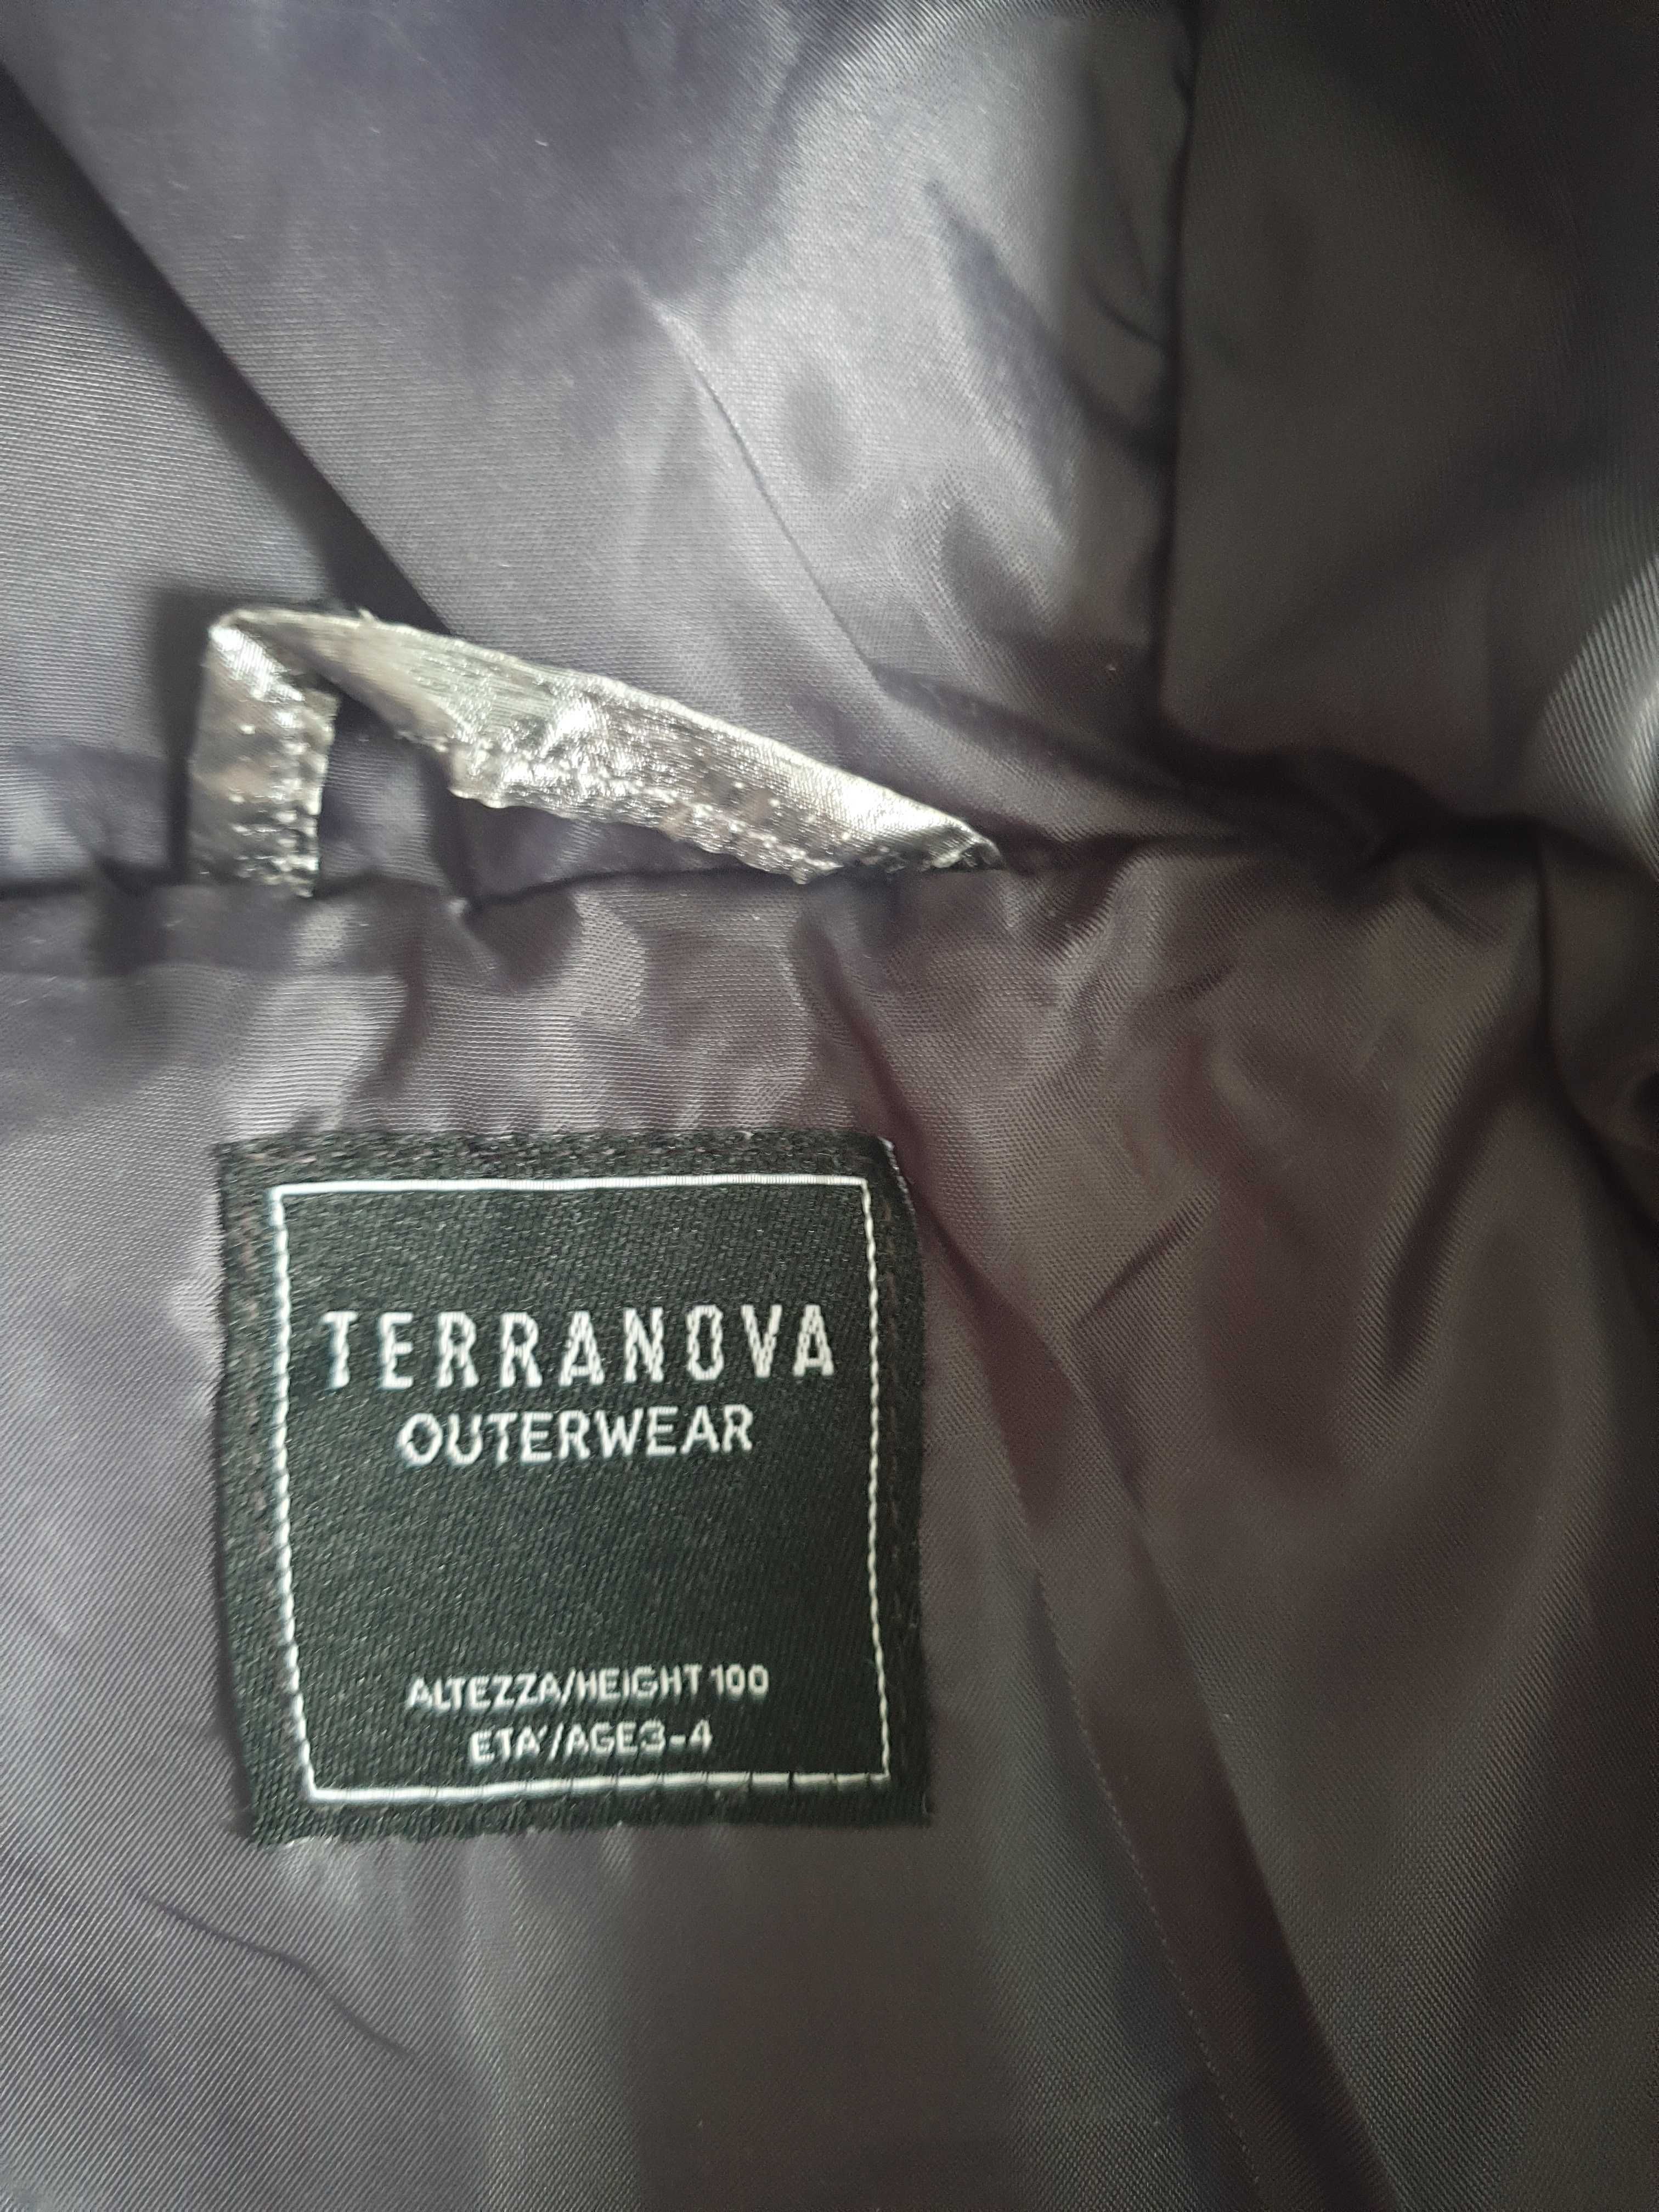 TERRANOVA
OUTERWEAR
ALTEZZA/HEIGHT 100
ETA'/AGE3-4